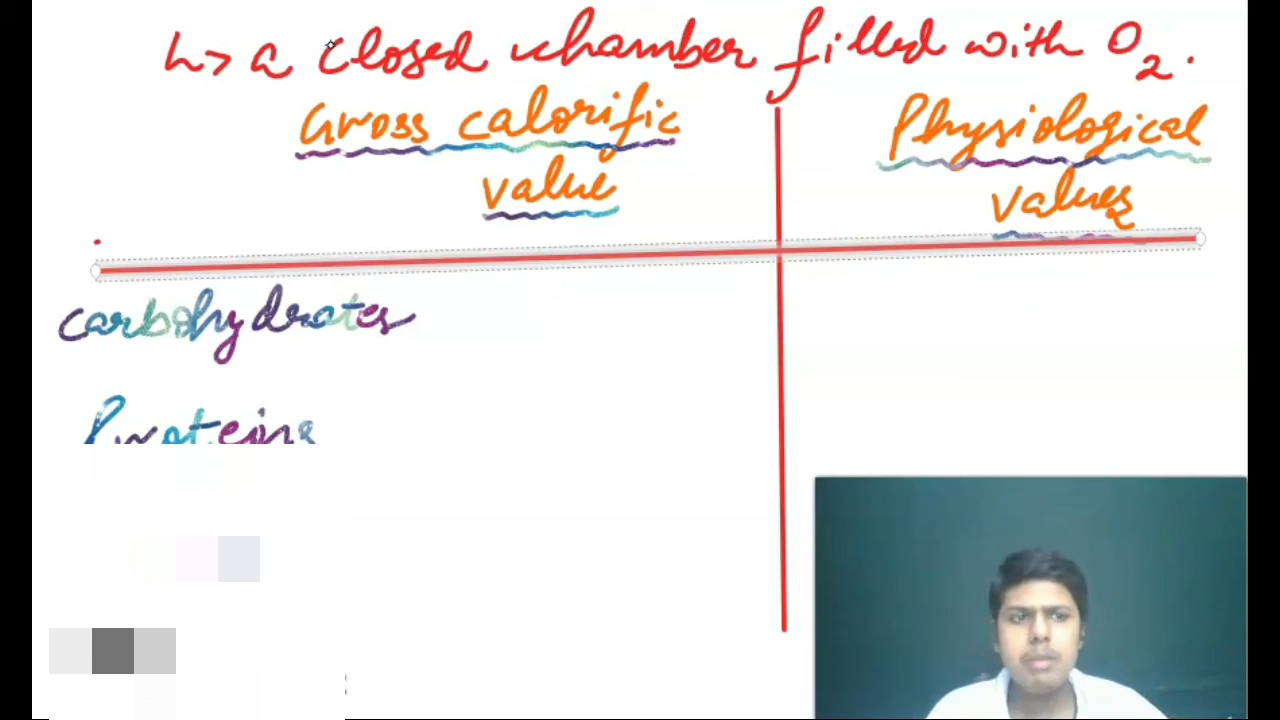 ↳ a closed chamber filled with O₂.
Gross calorific
value
Physiological
values
carbohydrates
Proteins